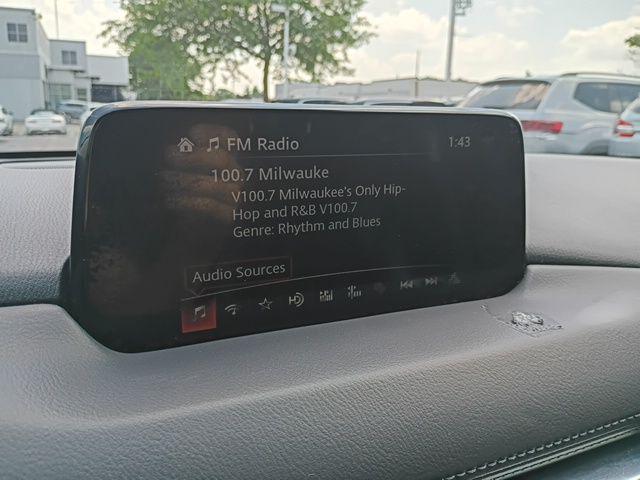 FM Radio 1:43
100.7 Milwauke
V100.7 Milwaukee's Only Hip-
Hop and R&B V100.7
Genre: Rhythm and Blues
Audio Sources
HD